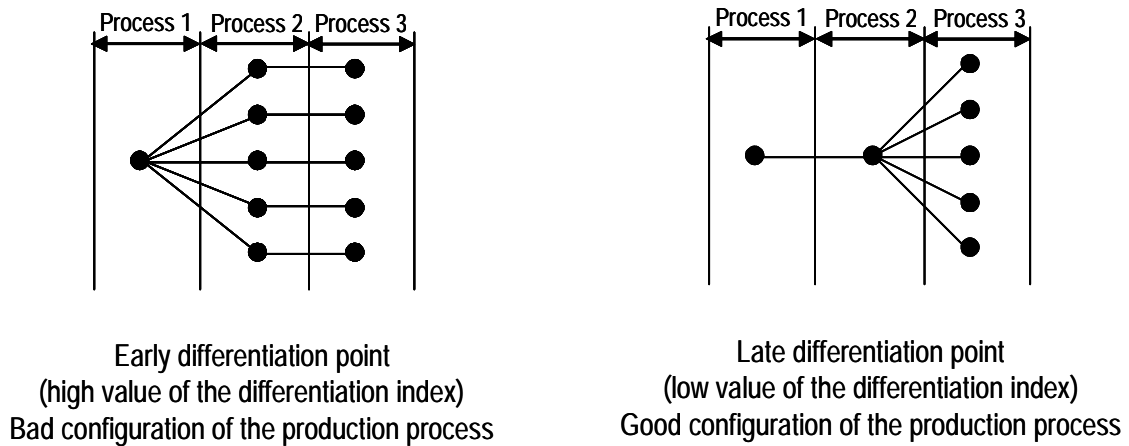 Process 1 Process 2 Process 3
Process 1 Process 2 Process 3
Early differentiation point
(high value of the differentiation index)
Bad configuration of the production process
Late differentiation point
(low value of the differentiation index)
Good configuration of the production process